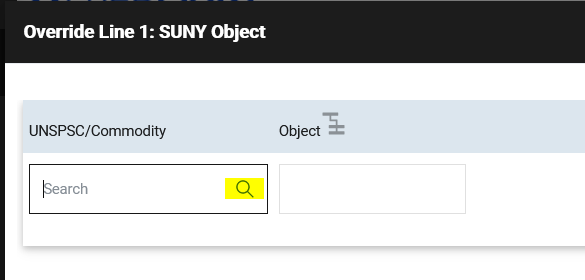 Override Line 1: SUNY Object
UNSPSC/Commodity Object
Search